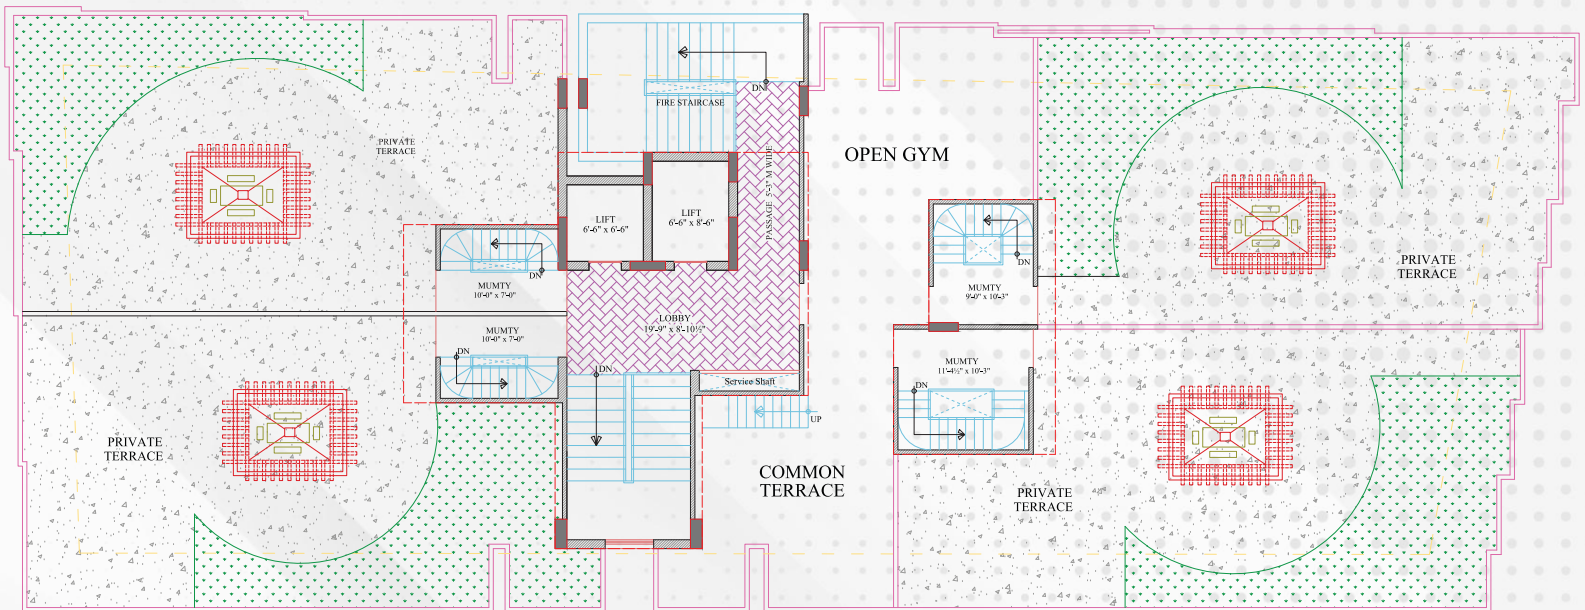 DN
FIRE STAIRCASE
PRIVATE
TERRACE
OPEN GYM
PASSAGE 5'-3" M WIDE
LIFT
6'-6" x 6'-6"
LIFT
6'-6" x 8'-6"
DN
MUMTY
10'-0" x 7'-0"
DN
MUMTY
9'-0" x 10'-3"
PRIVATE
TERRACE
LOBBY
19'-9" x 8'-10½"
MUMTY
10'-0" x 7'-0"
DN
DN
Service Shaft
UP
MUMTY
11'-4½" x 10'-3"
DN
PRIVATE
TERRACE
COMMON
TERRACE
PRIVATE
TERRACE